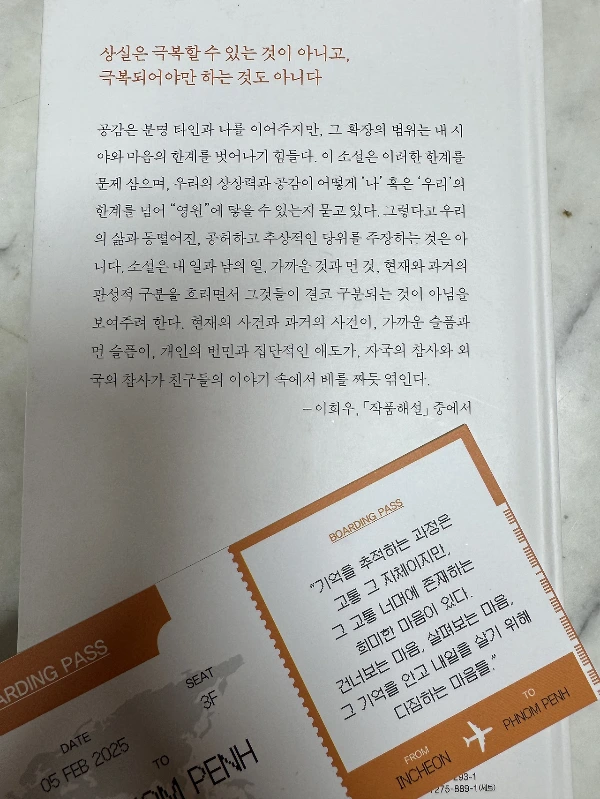 상실은 극복할 수 있는 것이 아니고,
극복되어야만 하는 것도 아니다
공감은 분명 타인과 나를 이어주지만, 그 확장의 범위는 내 시
야와 마음의 한계를 벗어나기 힘들다. 이 소설은 이러한 한계를
문제 삼으며, 우리의 상상력과 공감이 어떻게 '나' 혹은 '우리'의
한계를 넘어 "영원"에 닿을 수 있는지 묻고 있다. 그렇다고 우리
의 삶과 동떨어진, 공허하고 추상적인 당위를 주장하는 것은 아
니다. 소설은 내 일과 남의 일, 가까운 것과 먼 것, 현재와 과거의
관성적 구분을 흐리면서 그것들이 결코 구분되는 것이 아님을
보여주려 한다. 현재의 사건과 과거의 사건이, 가까운 슬픔과
먼 슬픔이, 개인의 번민과 집단적인 애도가, 자국의 참사와 외
국의 참사가 친구들의 이야기 속에서 베를 짜듯 엮인다.
—이희우, 「작품해설」 중에서
BOARDING PASS
"기억을 추적하는 과정은
고통 그 자체이지만,
그 고통 너머에 존재하는
희미한 마음이 있다.
건너보는 마음, 살펴보는 마음,
그 기억을 안고 내일을 살기 위해
다짐하는 마음들."
FROM
INCHEON
TO
PHNOM PENH
ARDING PASS
DATE
05 FEB 2025
SEAT
3F
TO
PHNOM PENH
293-1
275-889-1 (세트)